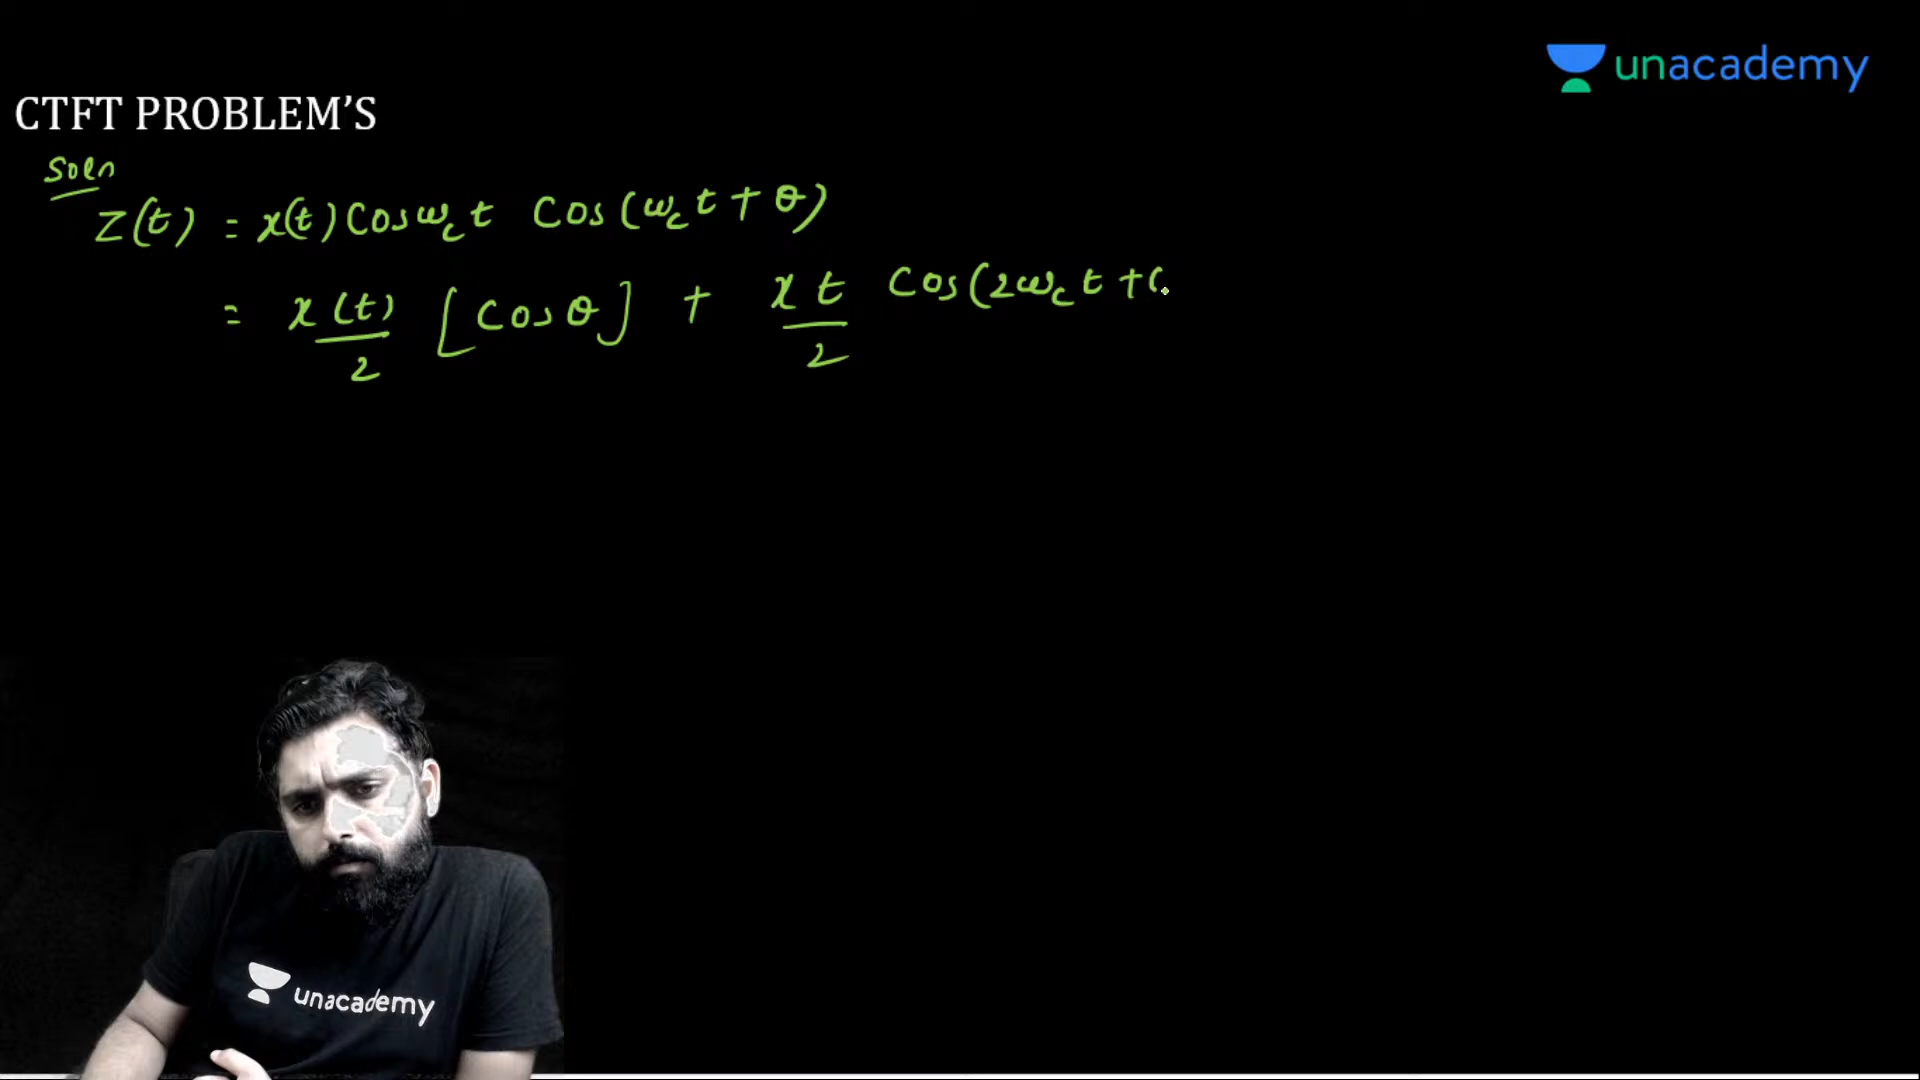 unacademy
CTFT PROBLEM’S
Soln
Z(t) = x(t) Cos ω_c t Cos(ω_c t + θ)
= x(t)/2 [Cos θ] + x t/2 Cos(2ω_c t + (
unacademy